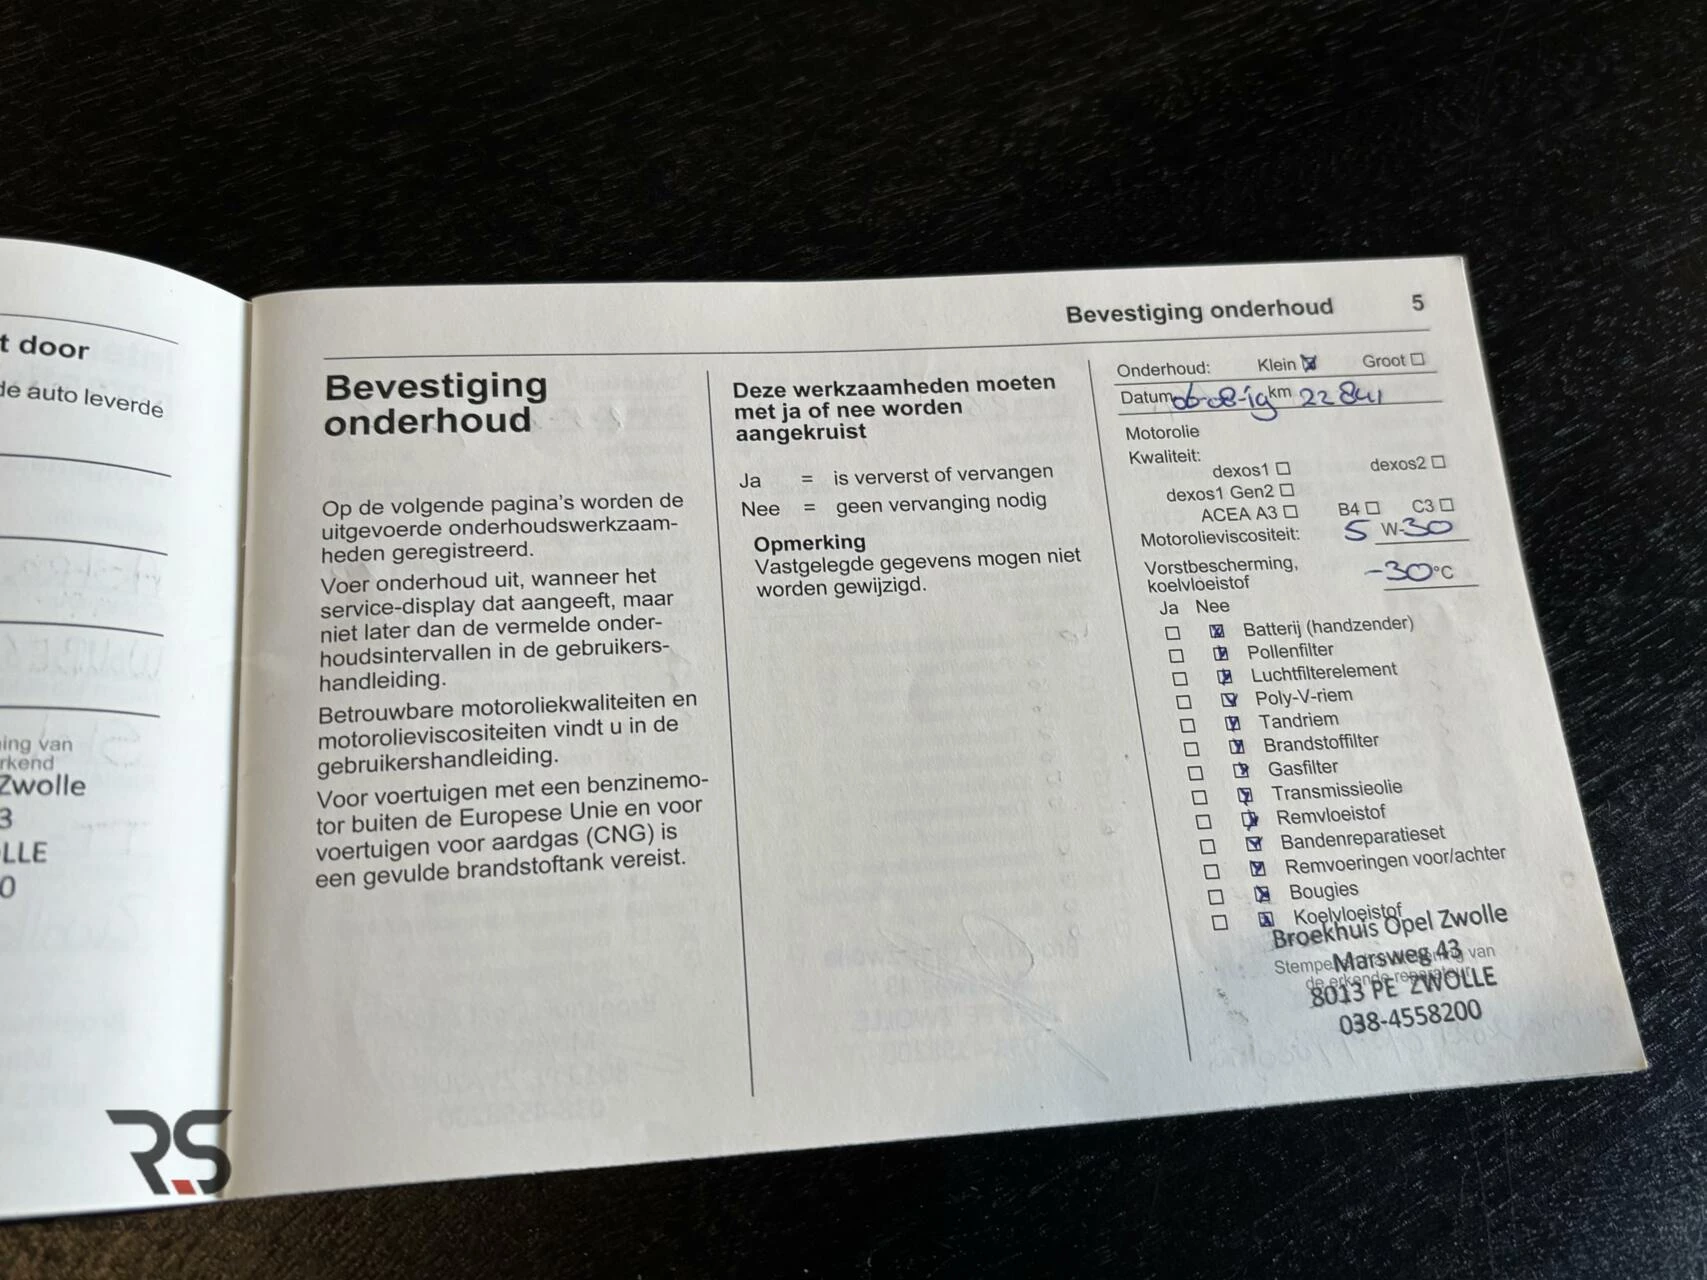 t door
de auto leverde
ing van
rkend
Zwolle
3
LLE
0
Bevestiging onderhoud 5
Bevestiging
onderhoud
Op de volgende pagina's worden de
uitgevoerde onderhoudswerkzaam-
heden geregistreerd.
Voer onderhoud uit, wanneer het
service-display dat aangeeft, maar
niet later dan de vermelde onder-
houdsintervallen in de gebruikers-
handleiding.
Betrouwbare motoroliekwaliteiten en
motorolieviscositeiten vindt u in de
gebruikershandleiding.
Voor voertuigen met een benzinemo-
tor buiten de Europese Unie en voor
voertuigen voor aardgas (CNG) is
een gevulde brandstoftank vereist.
Deze werkzaamheden moeten
met ja of nee worden
aangekruist
Ja = is ververst of vervangen
Nee = geen vervanging nodig
Opmerking
Vastgelegde gegevens mogen niet
worden gewijzigd.
Onderhoud: Klein Groot
Datum 06-08-19 km 22841
Motorolie
Kwaliteit:
dexos1 dexos2
dexos1 Gen2
ACEA A3 B4 C3
Motorolieviscositeit: 5 W-30
Vorstbescherming,
koelvloeistof -30°C
Ja Nee
Batterij (handzender)
Pollenfilter
Luchtfilterelement
Poly-V-riem
Tandriem
Brandstoffilter
Gasfilter
Transmissieolie
Remvloeistof
Bandenreparatieset
Remvoeringen voor/achter
Bougies
Koelvloeistof
Broekhuis Opel Zwolle
Marsweg 43
8013 PE ZWOLLE
038-4558200
RS